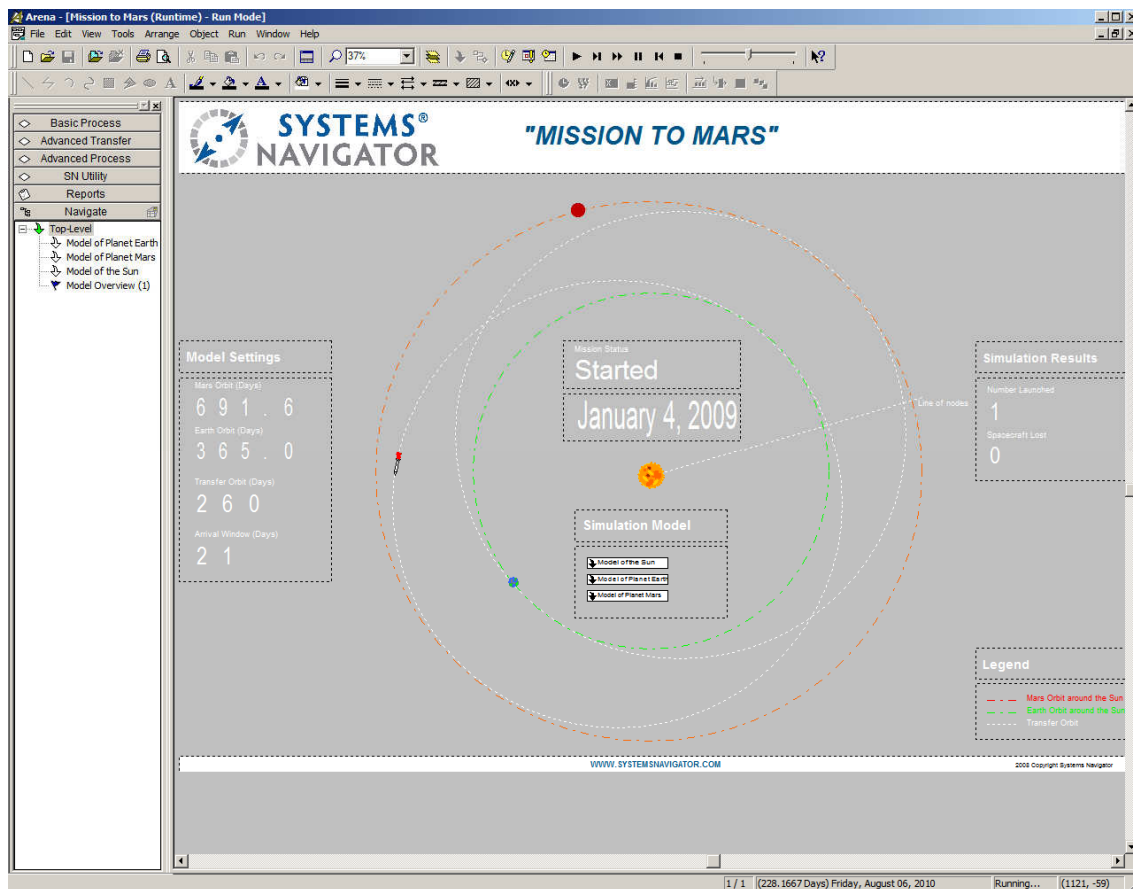 Arena - [Mission to Mars (Runtime) - Run Mode]
File Edit View Tools Arrange Object Run Window Help
37%
Basic Process
Advanced Transfer
Advanced Process
SN Utility
Reports
Navigate
Top-Level
Model of Planet Earth
Model of Planet Mars
Model of the Sun
Model Overview (1)
SYSTEMS®
NAVIGATOR
"MISSION TO MARS"
Model Settings
Mars Orbit (Days)
691.6
Earth Orbit (Days)
365.0
Transfer Orbit (Days)
260
Arrival Window (Days)
21
Mission Status
Started
January 4, 2009
Line of nodes
Simulation Model
Model of the Sun
Model of Planet Earth
Model of Planet Mars
Simulation Results
Number Launched
1
Spacecraft Lost
0
Legend
Mars Orbit around the Sun
Earth Orbit around the Sun
Transfer Orbit
WWW.SYSTEMSNAVIGATOR.COM
2008 Copyright Systems Navigator
1 / 1 (228.1667 Days) Friday, August 06, 2010 Running... (1121, -59)